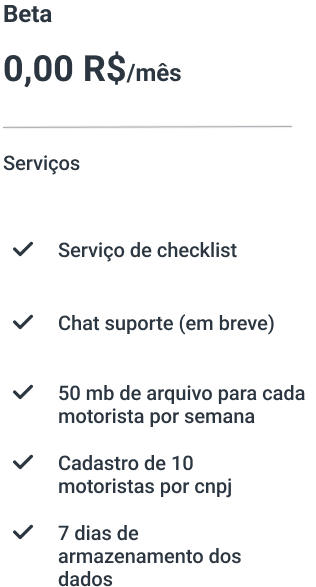 Beta
0,00 R$/mês
Serviços
Serviço de checklist
Chat suporte (em breve)
50 mb de arquivo para cada
motorista por semana
Cadastro de 10
motoristas por cnpj
7 dias de
armazenamento dos
dados